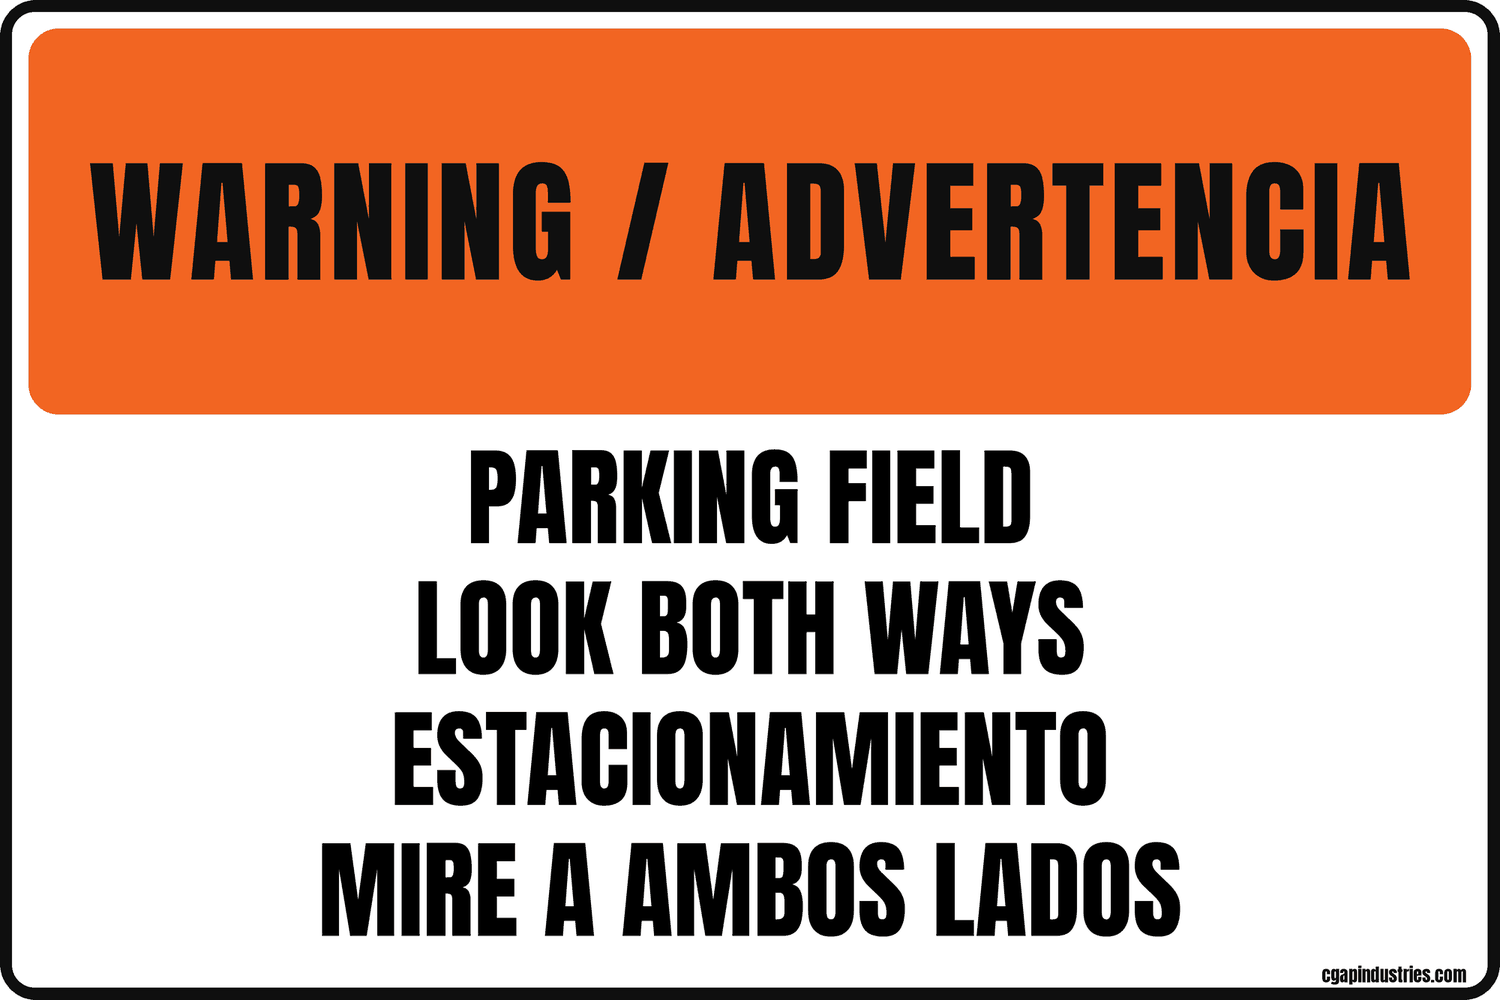 WARNING / ADVERTENCIA
PARKING FIELD
LOOK BOTH WAYS
ESTACIONAMIENTO
MIRE A AMBOS LADOS
cgapindustries.com